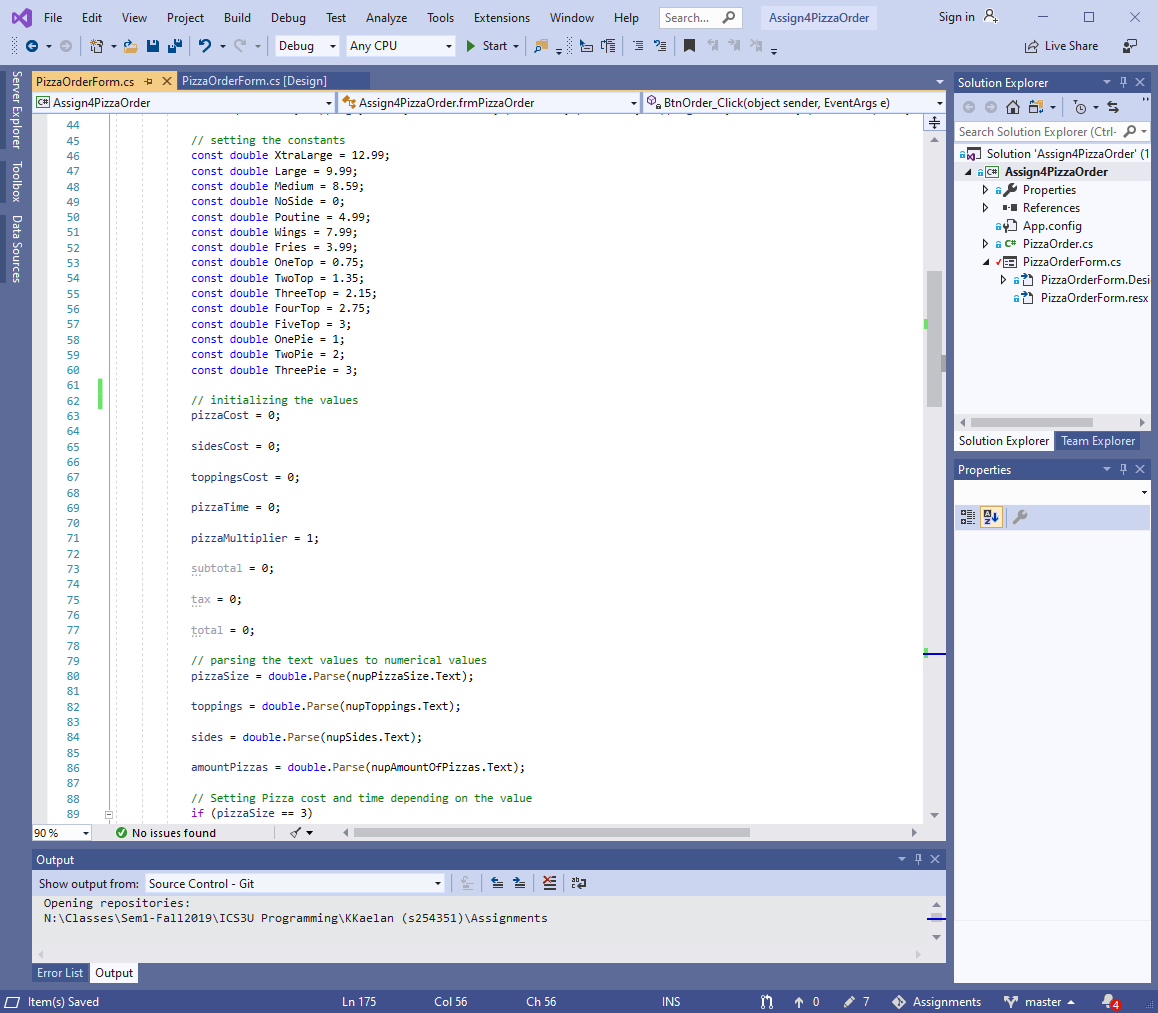 File Edit View Project Build Debug Test Analyze Tools Extensions Window Help Search... Assign4PizzaOrder Sign in
Debug Any CPU Start Live Share
Server Explorer
Toolbox
Data Sources
PizzaOrderForm.cs PizzaOrderForm.cs [Design]
C# Assign4PizzaOrder Assign4PizzaOrder.frmPizzaOrder BtnOrder_Click(object sender, EventArgs e)
44
45 // setting the constants
46 const double XtraLarge = 12.99;
47 const double Large = 9.99;
48 const double Medium = 8.59;
49 const double NoSide = 0;
50 const double Poutine = 4.99;
51 const double Wings = 7.99;
52 const double Fries = 3.99;
53 const double OneTop = 0.75;
54 const double TwoTop = 1.35;
55 const double ThreeTop = 2.15;
56 const double FourTop = 2.75;
57 const double FiveTop = 3;
58 const double OnePie = 1;
59 const double TwoPie = 2;
60 const double ThreePie = 3;
61
62 // initializing the values
63 pizzaCost = 0;
64
65 sidesCost = 0;
66
67 toppingsCost = 0;
68
69 pizzaTime = 0;
70
71 pizzaMultiplier = 1;
72
73 subtotal = 0;
74
75 tax = 0;
76
77 total = 0;
78
79 // parsing the text values to numerical values
80 pizzaSize = double.Parse(nupPizzaSize.Text);
81
82 toppings = double.Parse(nupToppings.Text);
83
84 sides = double.Parse(nupSides.Text);
85
86 amountPizzas = double.Parse(nupAmountOfPizzas.Text);
87
88 // Setting Pizza cost and time depending on the value
89 if (pizzaSize == 3)
90 % No issues found
Output
Show output from: Source Control - Git
Opening repositories:
N:\Classes\Sem1-Fall2019\ICS3U Programming\KKaelan (s254351)\Assignments
Error List Output
Solution Explorer
Search Solution Explorer (Ctrl-
Solution 'Assign4PizzaOrder' (1
C# Assign4PizzaOrder
Properties
References
App.config
C# PizzaOrder.cs
PizzaOrderForm.cs
PizzaOrderForm.Desi
PizzaOrderForm.resx
Solution Explorer Team Explorer
Properties
Item(s) Saved Ln 175 Col 56 Ch 56 INS 0 7 Assignments master 4